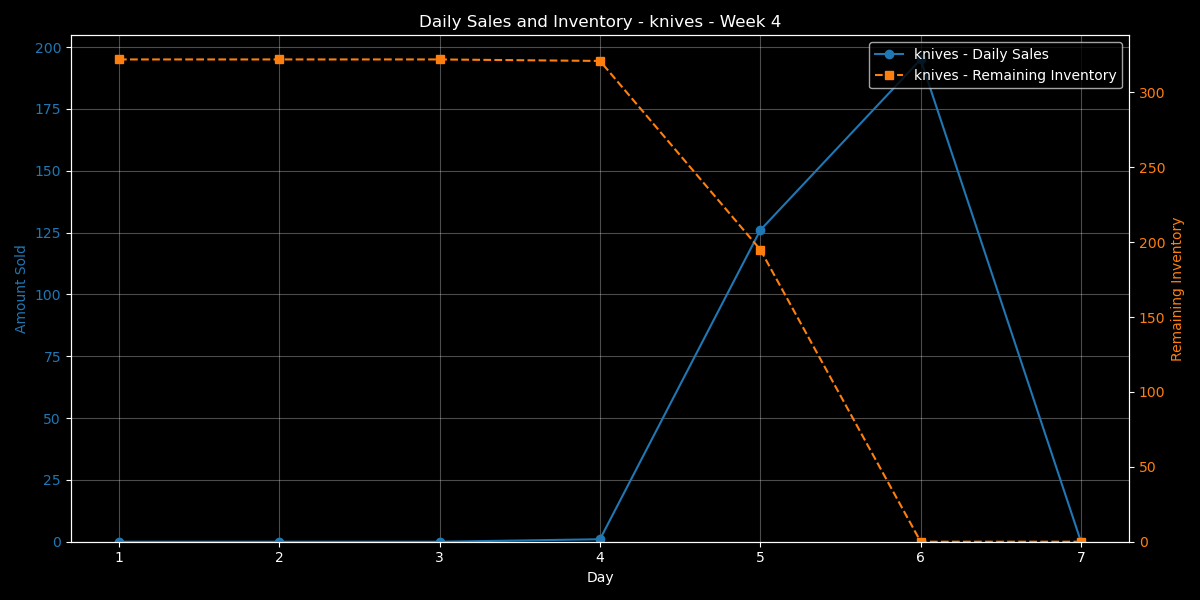 Daily Sales and Inventory - knives - Week 4
knives - Daily Sales
knives - Remaining Inventory
200
175
150
125
100
75
50
25
0
Amount Sold
300
250
200
150
100
50
0
Remaining Inventory
1 2 3 4 5 6 7
Day